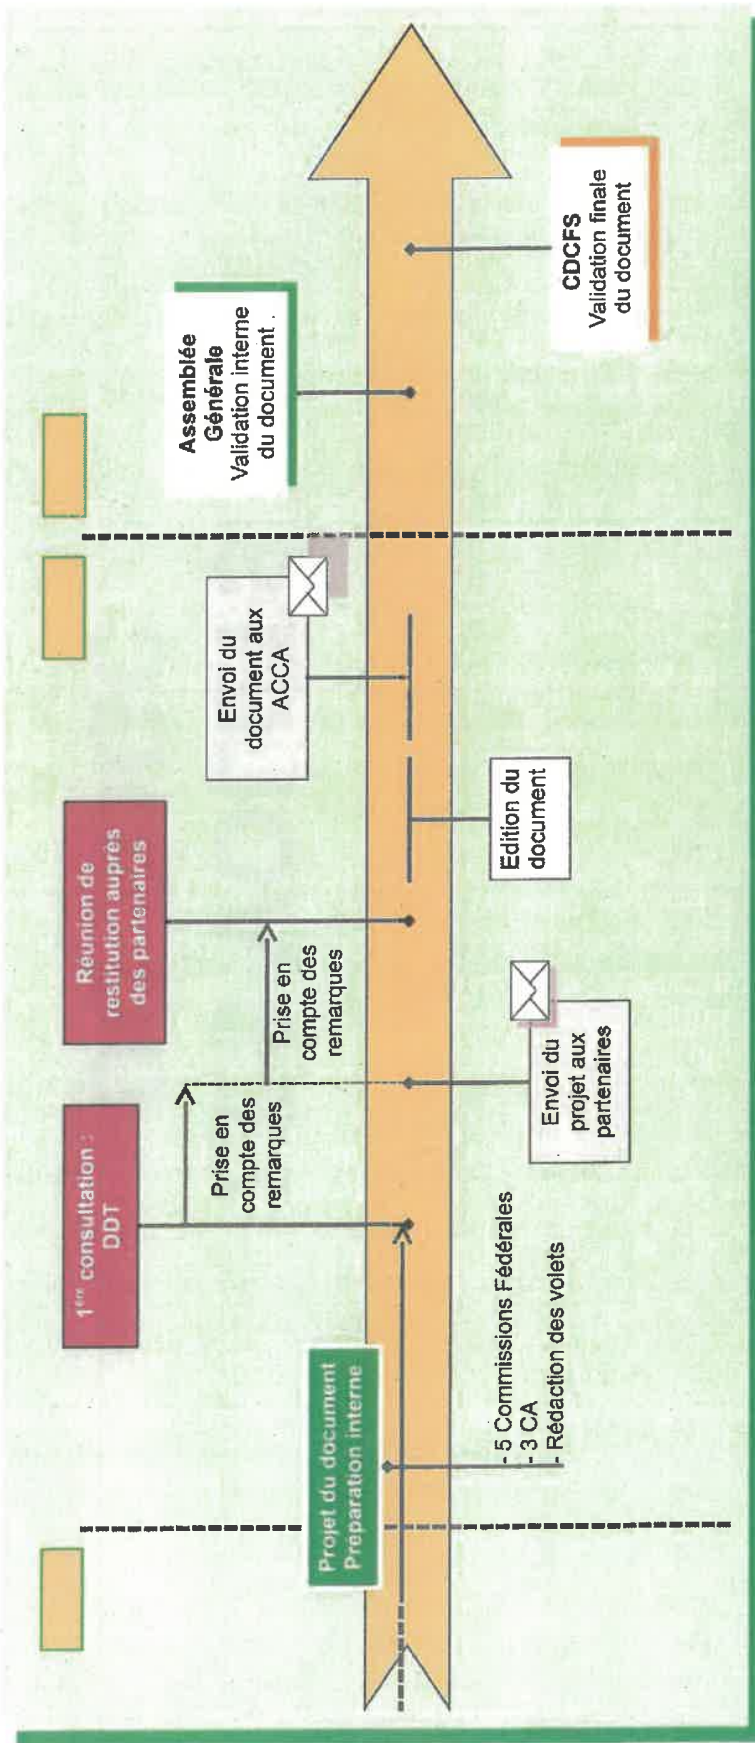 Projet du document
Préparation interne
- 5 Commissions Fédérales
- 3 CA
- Rédaction des volets
1ère consultation :
DDT
Prise en
compte des
remarques
Envoi du
projet aux
partenaires
Prise en
compte des
remarques
Réunion de
restitution auprès
des partenaires
Edition du
document
Envoi du
document aux
ACCA
Assemblée
Générale
Validation interne
du document
CDCFS
Validation finale
du document